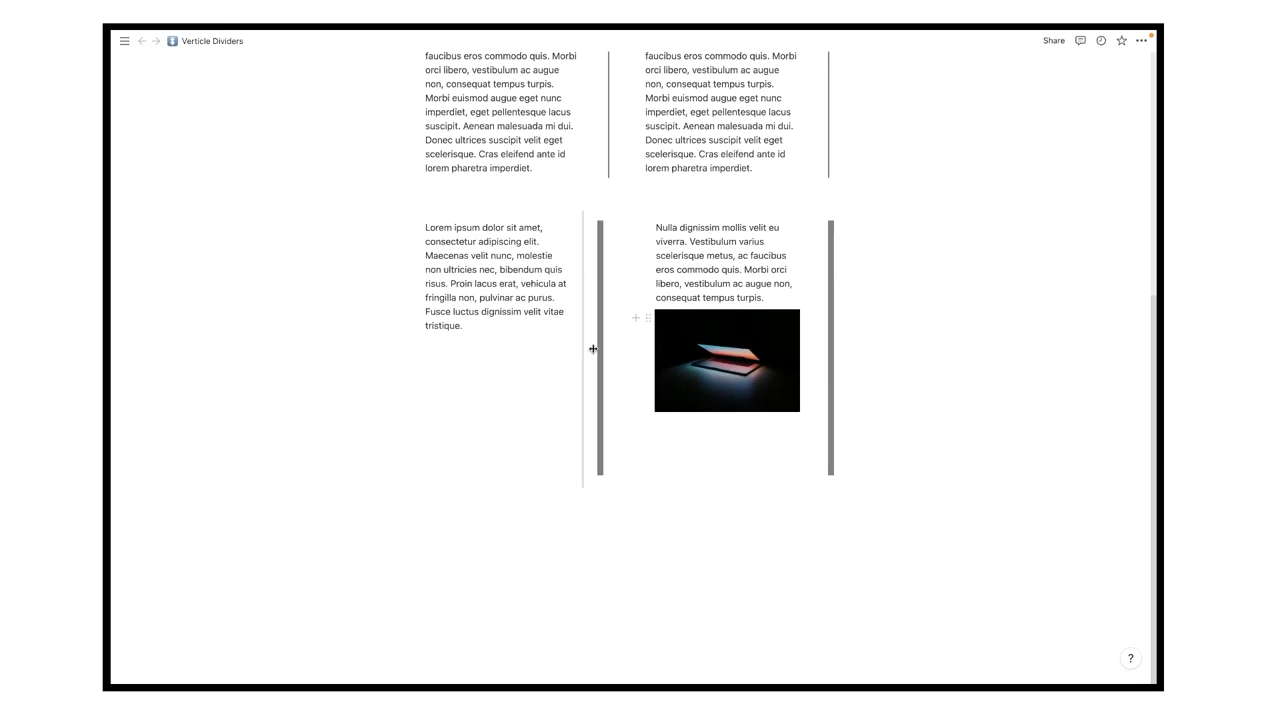 Verticle Dividers
Share
faucibus eros commodo quis. Morbi
orci libero, vestibulum ac augue
non, consequat tempus turpis.
Morbi euismod augue eget nunc
imperdiet, eget pellentesque lacus
suscipit. Aenean malesuada mi dui.
Donec ultrices suscipit velit eget
scelerisque. Cras eleifend ante id
lorem pharetra imperdiet.
faucibus eros commodo quis. Morbi
orci libero, vestibulum ac augue
non, consequat tempus turpis.
Morbi euismod augue eget nunc
imperdiet, eget pellentesque lacus
suscipit. Aenean malesuada mi dui.
Donec ultrices suscipit velit eget
scelerisque. Cras eleifend ante id
lorem pharetra imperdiet.
Lorem ipsum dolor sit amet,
consectetur adipiscing elit.
Maecenas velit nunc, molestie
non ultricies nec, bibendum quis
risus. Proin lacus erat, vehicula at
fringilla non, pulvinar ac purus.
Fusce luctus dignissim velit vitae
tristique.
Nulla dignissim mollis velit eu
viverra. Vestibulum varius
scelerisque metus, ac faucibus
eros commodo quis. Morbi orci
libero, vestibulum ac augue non,
consequat tempus turpis.
?